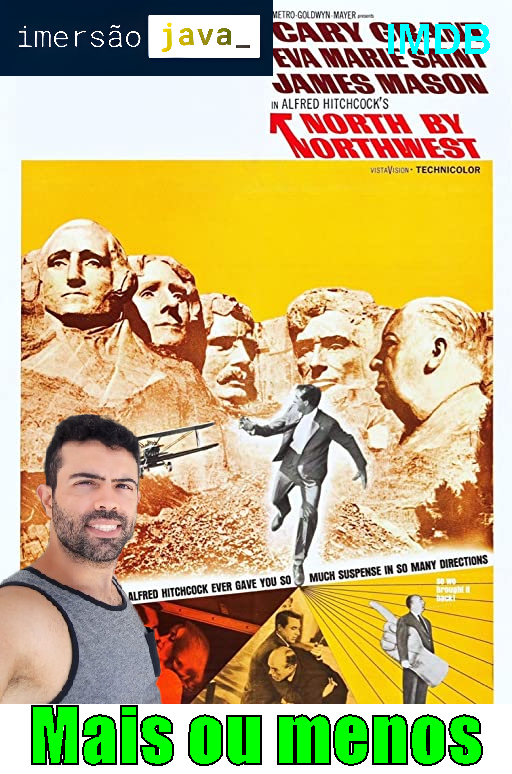 imersão java_
METRO-GOLDWYN-MAYER presents
CARY GRANT
IMDB
EVA MARIE SAINT
JAMES MASON
IN ALFRED HITCHCOCK'S
NORTH BY
NORTHWEST
VISTAVISION® TECHNICOLOR
ALFRED HITCHCOCK EVER GAVE YOU SO MUCH SUSPENSE IN SO MANY DIRECTIONS
so we
brought it
back!
Mais ou menos